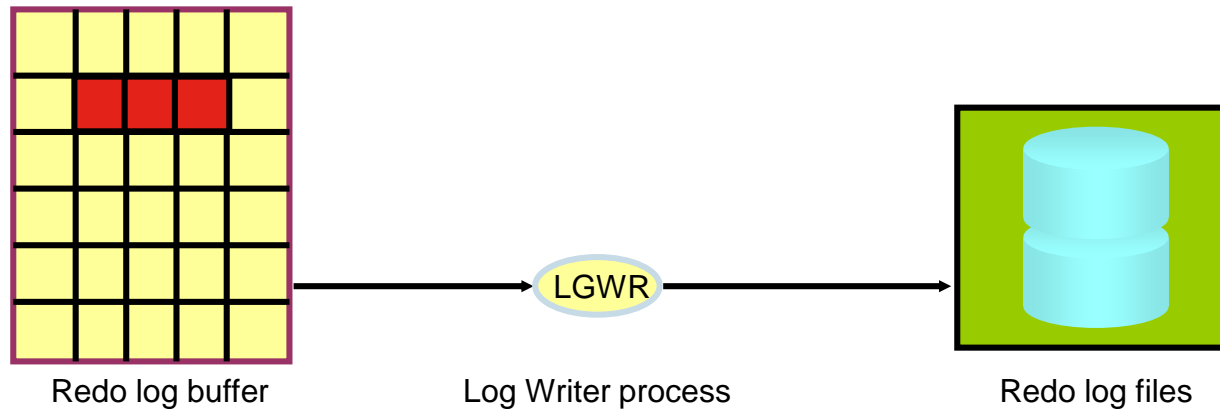 LGWR
Redo log buffer
Log Writer process
Redo log files